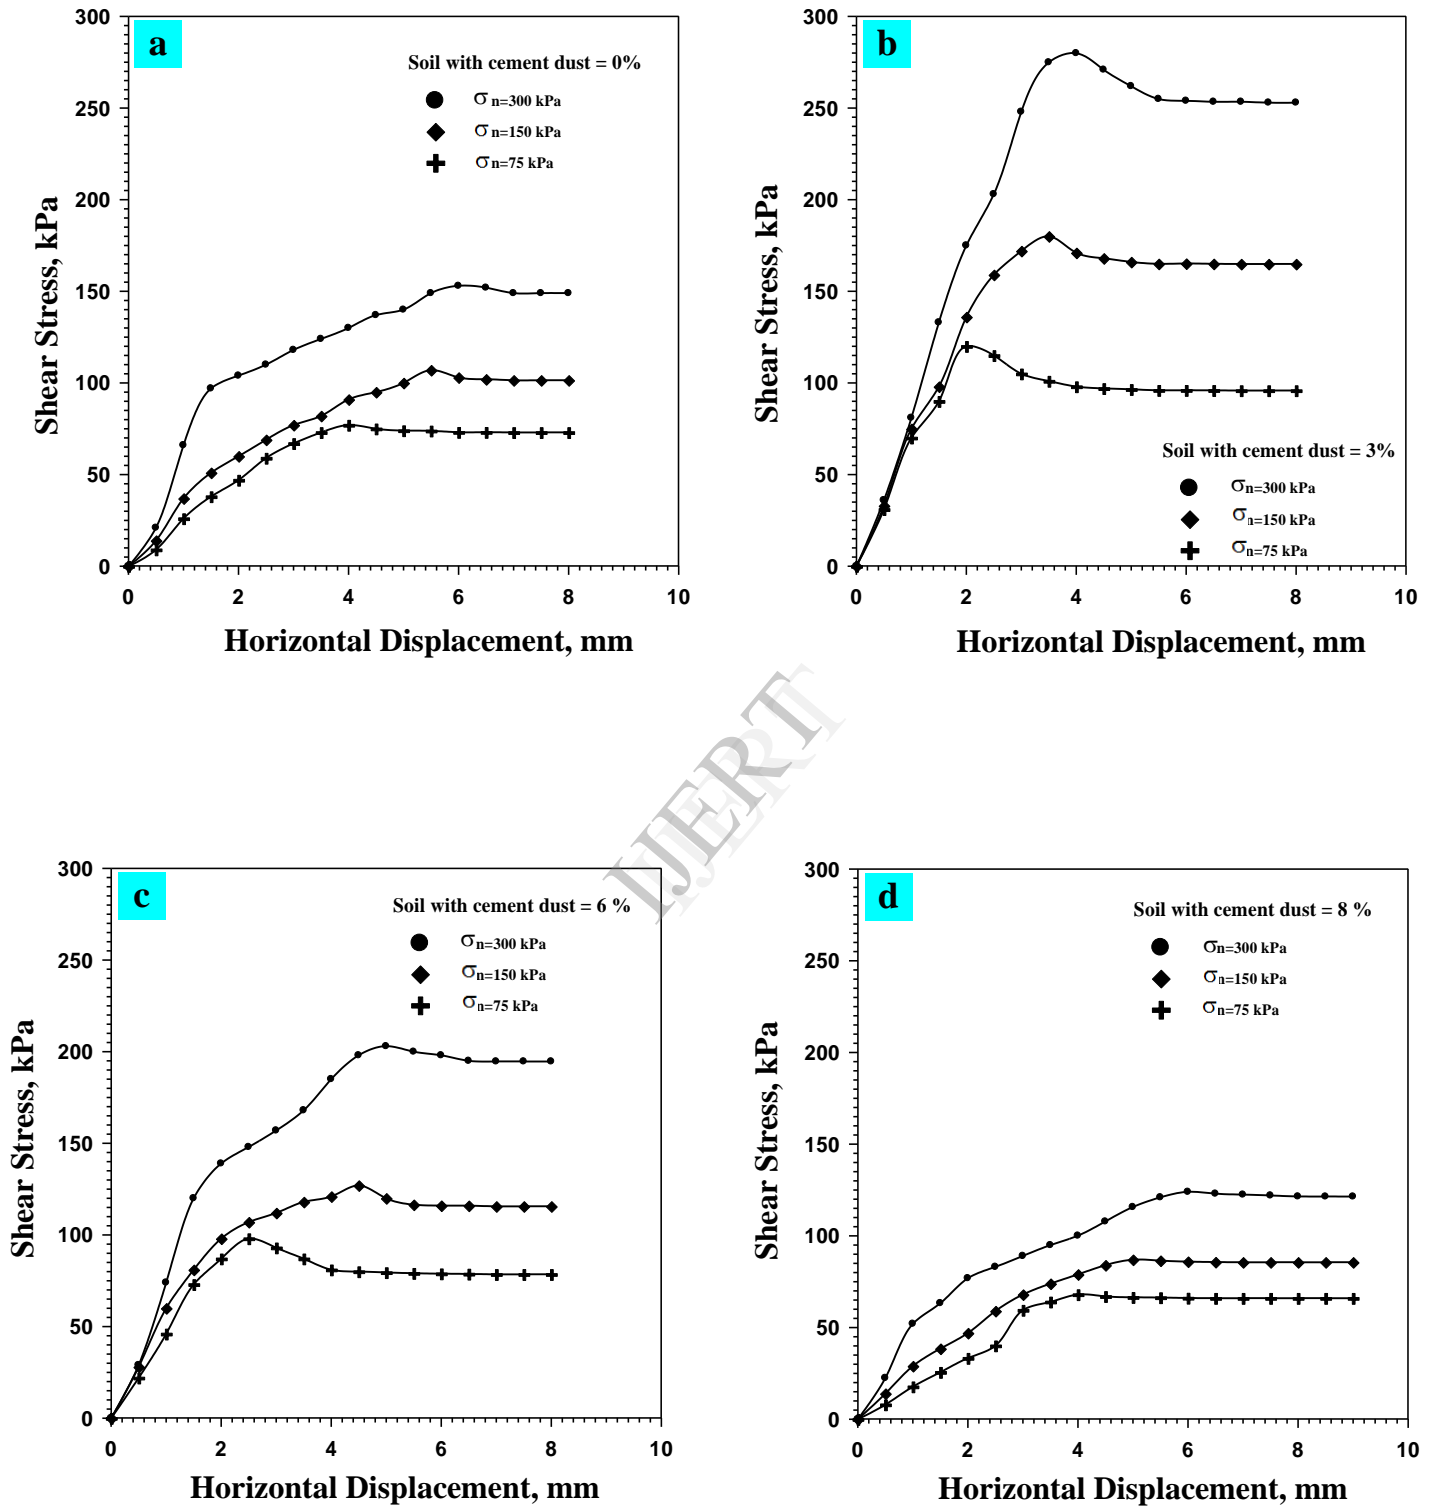 a
Soil with cement dust = 0%
σ n=300 kPa
σ n=150 kPa
σ n=75 kPa
300
250
200
150
100
50
0
0 2 4 6 8 10
Shear Stress, kPa
Horizontal Displacement, mm
b
Soil with cement dust = 3%
σn=300 kPa
σn=150 kPa
σn=75 kPa
300
250
200
150
100
50
0
0 2 4 6 8 10
Shear Stress, kPa
Horizontal Displacement, mm
IJERT
c
Soil with cement dust = 6 %
σn=300 kPa
σn=150 kPa
σn=75 kPa
300
250
200
150
100
50
0
0 2 4 6 8 10
Shear Stress, kPa
Horizontal Displacement, mm
d
Soil with cement dust = 8 %
σn=300 kPa
σn=150 kPa
σn=75 kPa
300
250
200
150
100
50
0
0 2 4 6 8 10
Shear Stress, kPa
Horizontal Displacement, mm